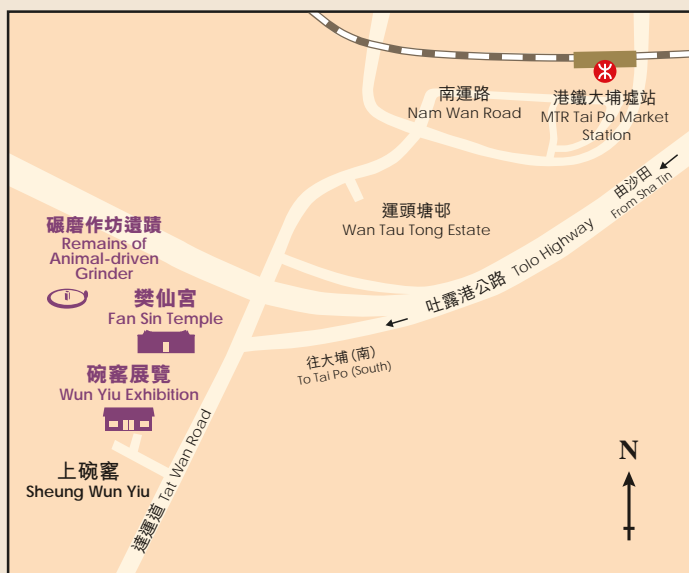 南運路
Nam Wan Road
港鐵大埔墟站
MTR Tai Po Market
Station
由沙田
From Sha Tin
運頭塘邨
Wan Tau Tong Estate
碾磨作坊遺蹟
Remains of
Animal-driven
Grinder
吐露港公路 Tolo Highway
樊仙宮
Fan Sin Temple
往大埔(南)
To Tai Po (South)
碗窰展覽
Wun Yiu Exhibition
上碗窰
Sheung Wun Yiu
達運道 Tat Wan Road
N